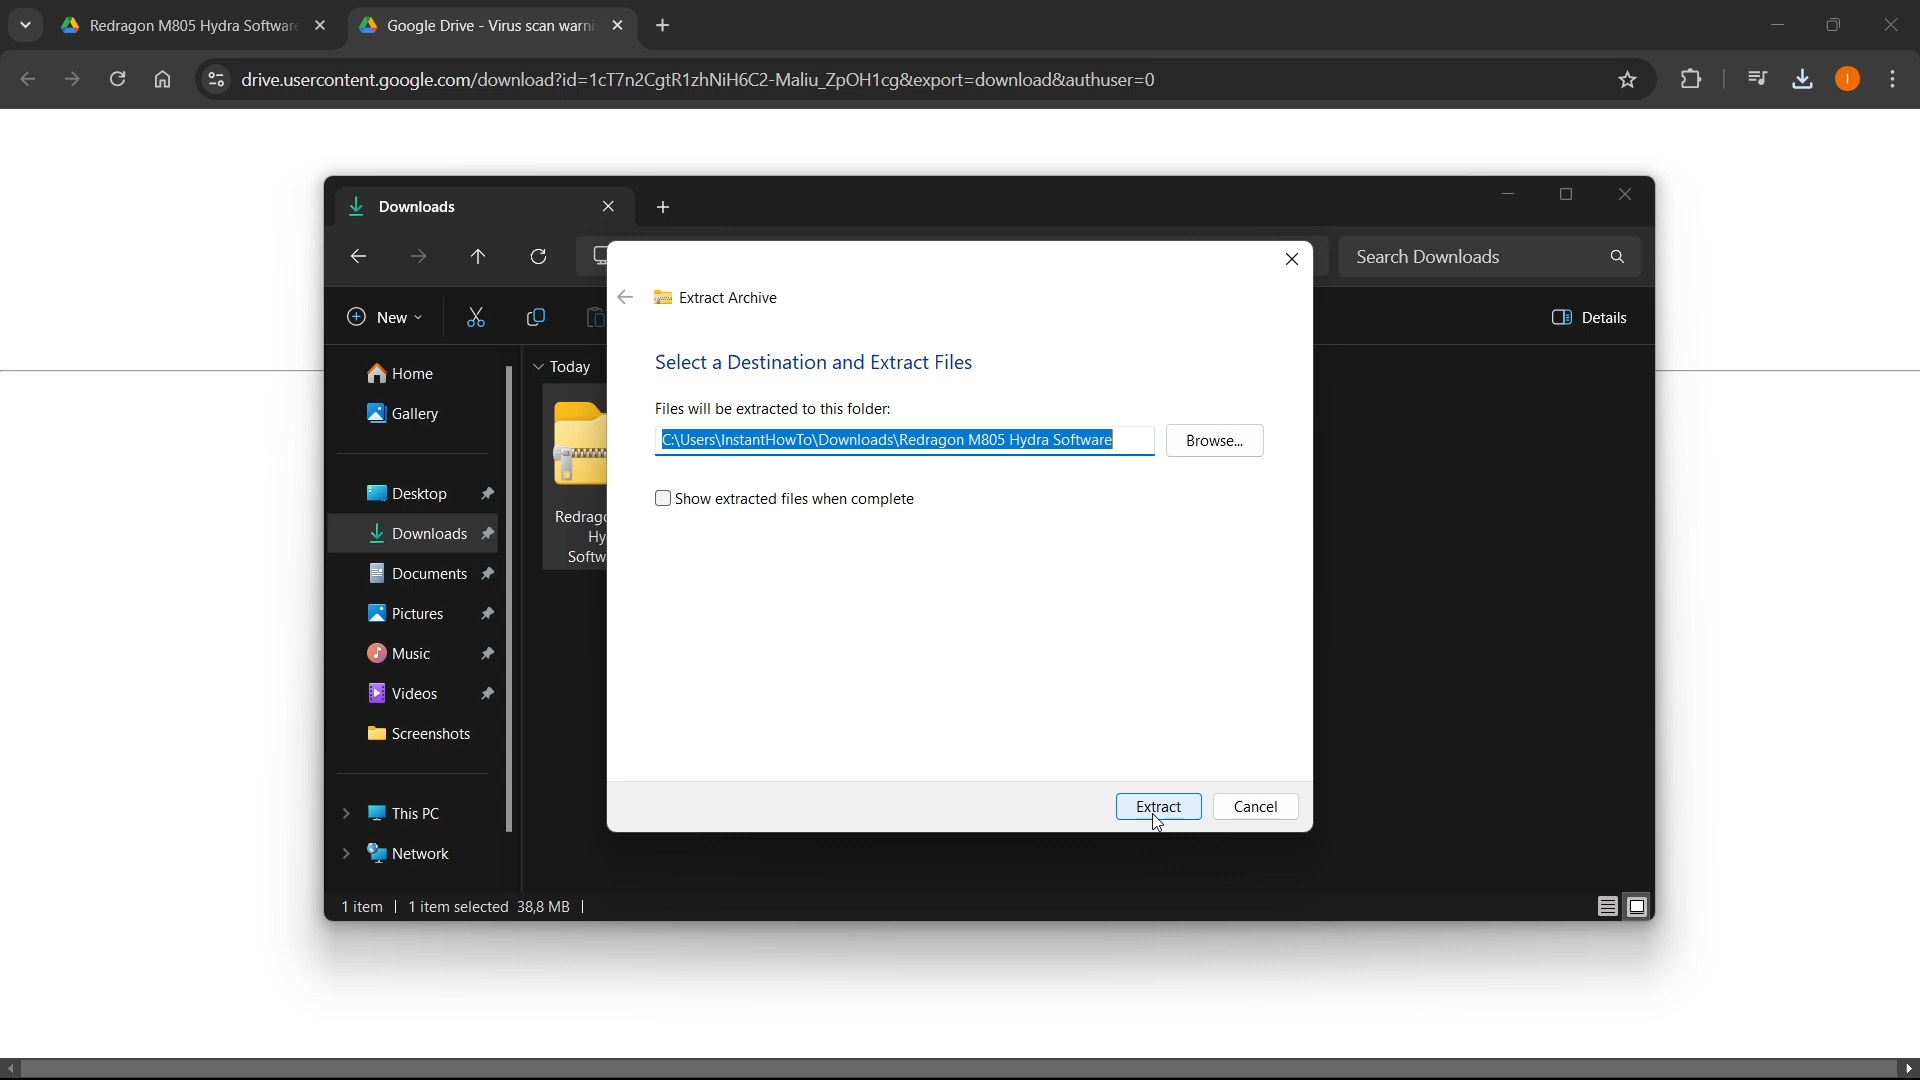 Redragon M805 Hydra Software
Google Drive - Virus scan warni
drive.usercontent.google.com/download?id=1cT7n2CgtR1zhNiH6C2-Maliu_ZpOH1cg&export=download&authuser=0
I
Downloads
Search Downloads
New
Details
Extract Archive
Select a Destination and Extract Files
Files will be extracted to this folder:
C:\Users\InstantHowTo\Downloads\Redragon M805 Hydra Software
Browse...
Show extracted files when complete
Extract
Cancel
Home
Gallery
Desktop
Downloads
Documents
Pictures
Music
Videos
Screenshots
This PC
Network
Today
Redrago
Hy
Softw
1 item
1 item selected 38,8 MB